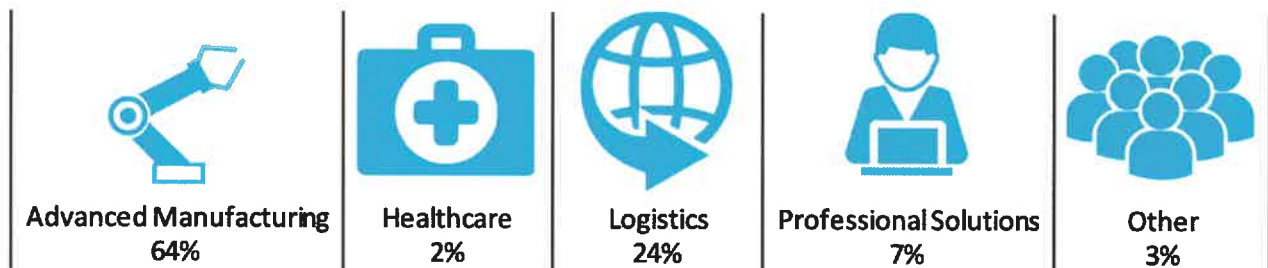 Advanced Manufacturing
64%
Healthcare
2%
Logistics
24%
Professional Solutions
7%
Other
3%